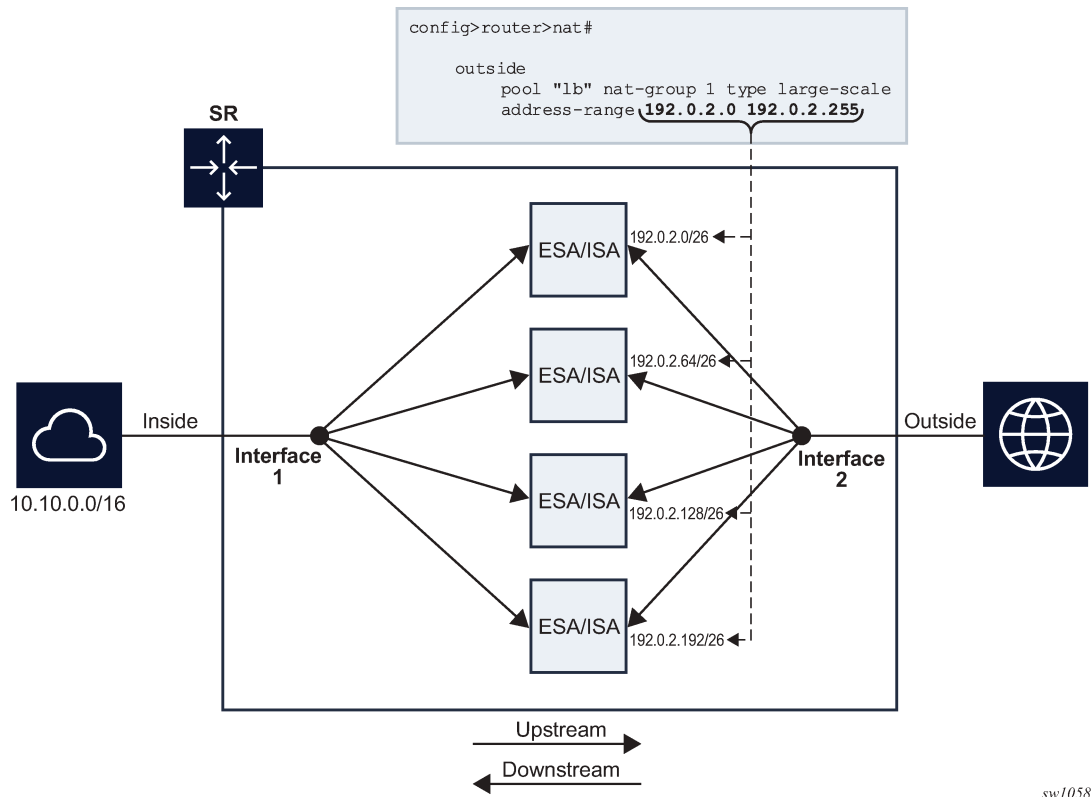 config>router>nat#
outside
pool "lb" nat-group 1 type large-scale
address-range 192.0.2.0 192.0.2.255
SR
ESA/ISA
192.0.2.0/26
ESA/ISA
192.0.2.64/26
Inside
Outside
Interface
1
Interface
2
10.10.0.0/16
ESA/ISA
192.0.2.128/26
ESA/ISA
192.0.2.192/26
Upstream
Downstream
sw1058